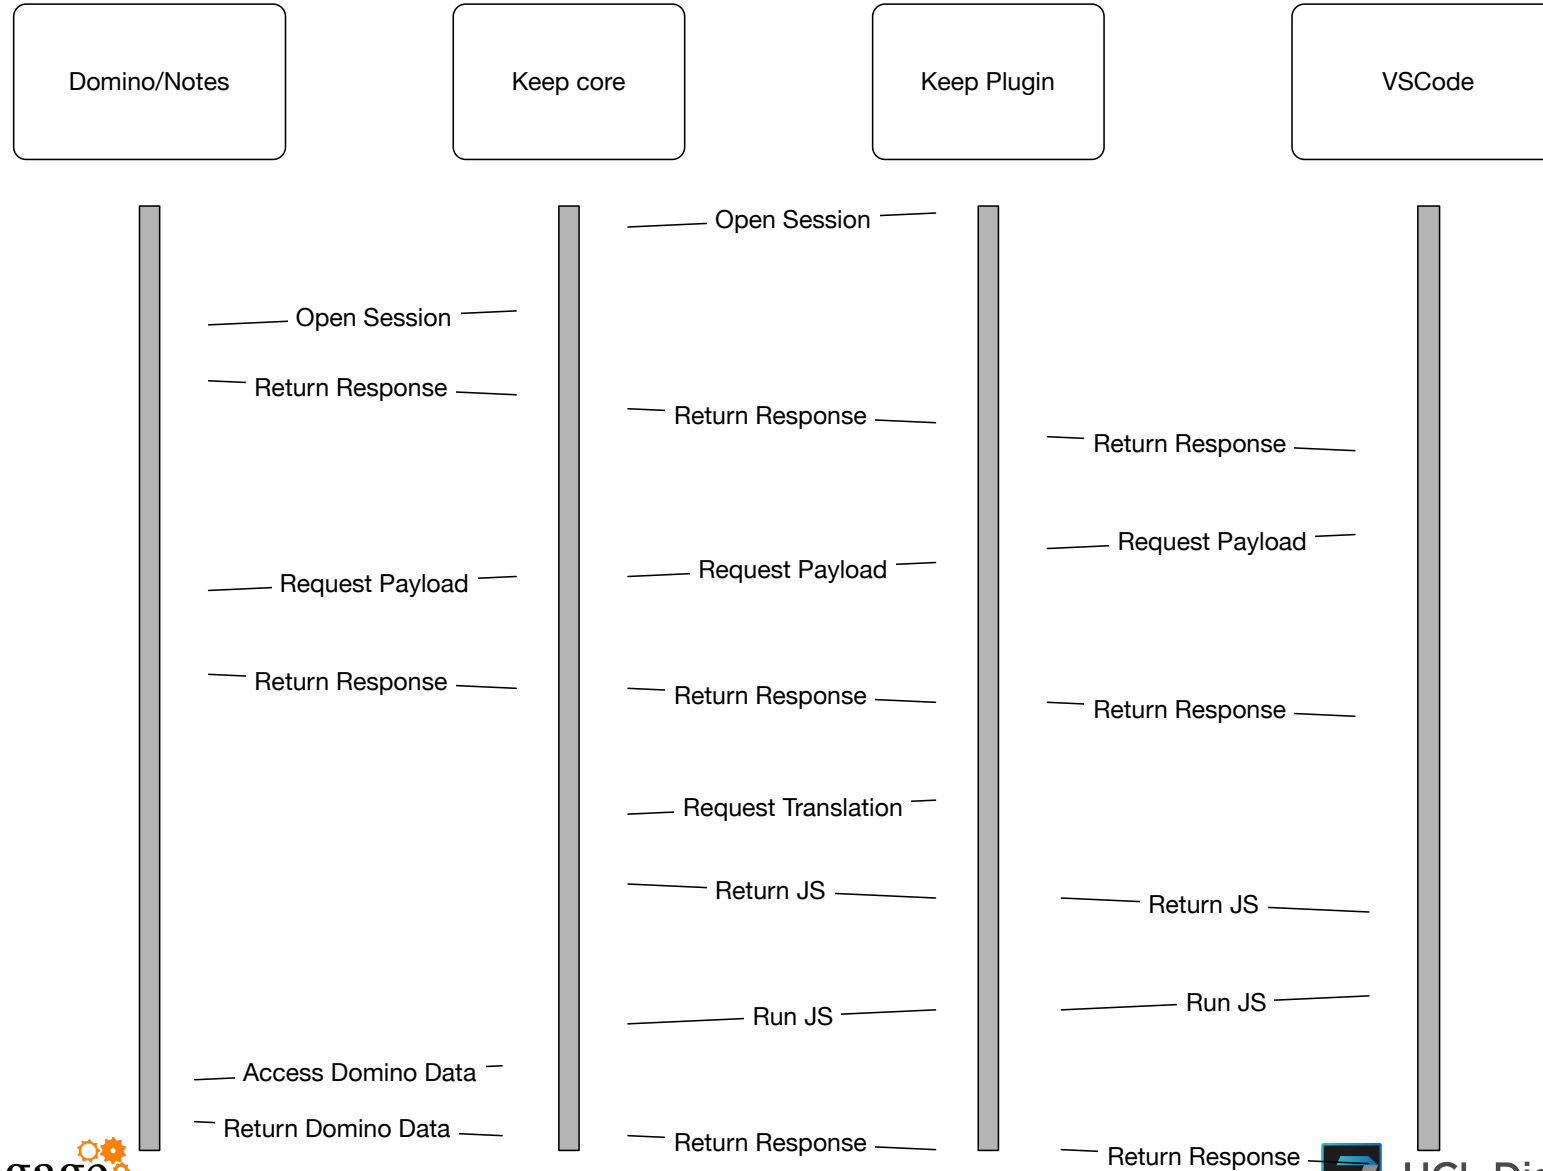 Domino/Notes
Keep core
Keep Plugin
VSCode
Open Session
Open Session
Return Response
Return Response
Return Response
Request Payload
Request Payload
Request Payload
Return Response
Return Response
Return Response
Request Translation
Return JS
Return JS
Run JS
Run JS
Access Domino Data
Return Domino Data
Return Response
Return Response